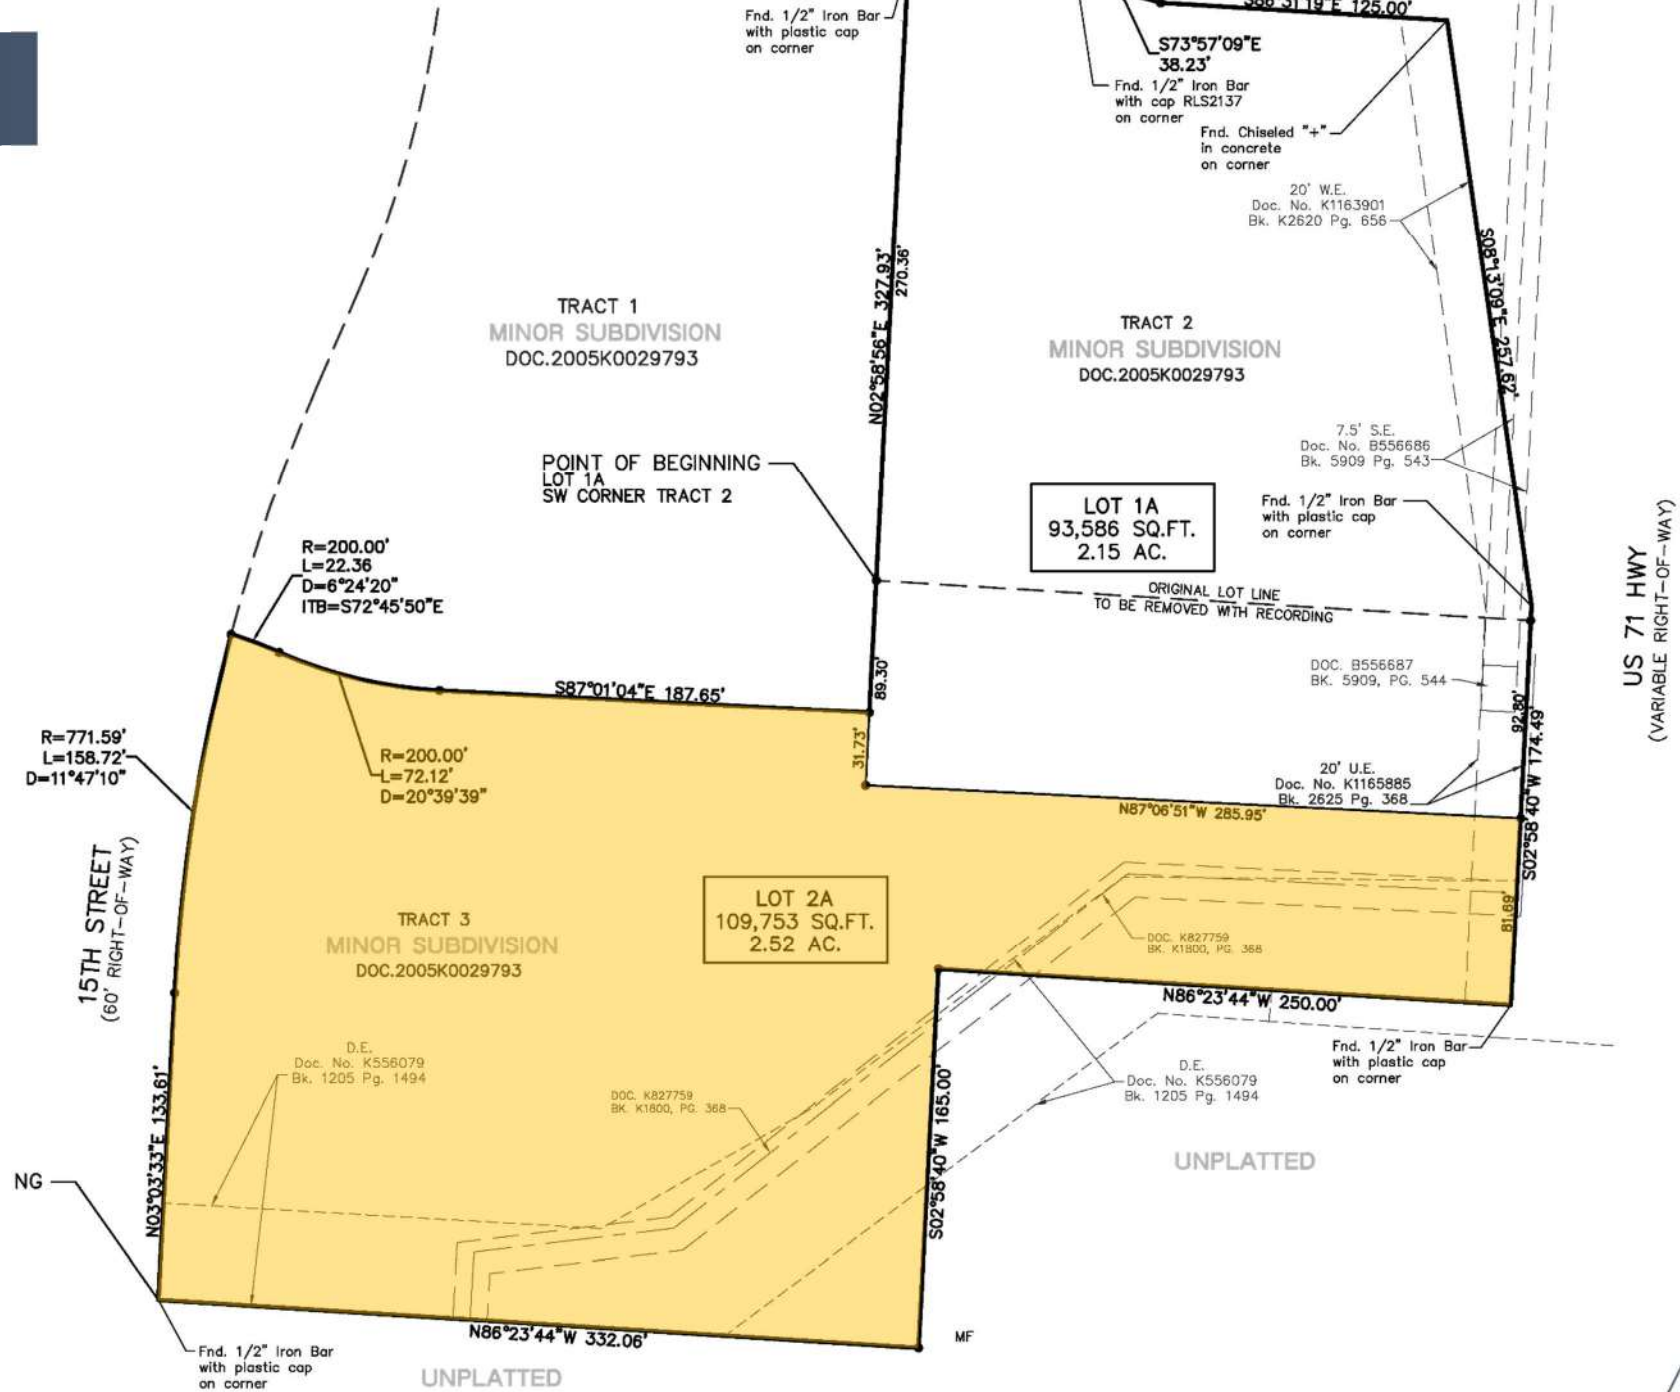 Fnd. 1/2" Iron Bar
with plastic cap
on corner
S86°31'19"E 125.00'
S73°57'09"E
38.23'
Fnd. 1/2" Iron Bar
with cap RLS2137
on corner
Fnd. Chiseled "+"
in concrete
on corner
20' W.E.
Doc. No. K1163901
Bk. K2620 Pg. 656
S08°13'09"E 257.62'
N02°58'56"E 327.93'
270.36'
TRACT 1
MINOR SUBDIVISION
DOC.2005K0029793
TRACT 2
MINOR SUBDIVISION
DOC.2005K0029793
7.5' S.E.
Doc. No. B556686
Bk. 5909 Pg. 543
POINT OF BEGINNING
LOT 1A
SW CORNER TRACT 2
LOT 1A
93,586 SQ.FT.
2.15 AC.
Fnd. 1/2" Iron Bar
with plastic cap
on corner
US 71 HWY
(VARIABLE RIGHT-OF-WAY)
R=200.00'
L=22.36
D=6°24'20"
ITB=S72°45'50"E
ORIGINAL LOT LINE
TO BE REMOVED WITH RECORDING
DOC. B556687
BK. 5909, PG. 544
89.30'
S87°01'04"E 187.65'
92.80'
S02°58'40"W 174.49'
R=771.59'
L=158.72'
D=11°47'10"
R=200.00'
L=72.12'
D=20°39'39"
31.73'
20' U.E.
Doc. No. K1165885
Bk. 2625 Pg. 368
N87°06'51"W 285.95'
15TH STREET
(60' RIGHT-OF-WAY)
TRACT 3
MINOR SUBDIVISION
DOC.2005K0029793
LOT 2A
109,753 SQ.FT.
2.52 AC.
81.69'
DOC. K827759
BK. K1800, PG. 368
N86°23'44"W 250.00'
D.E.
Doc. No. K556079
Bk. 1205 Pg. 1494
Fnd. 1/2" Iron Bar
with plastic cap
on corner
D.E.
Doc. No. K556079
Bk. 1205 Pg. 1494
DOC. K827759
BK. K1800, PG. 368
N03°03'33"E 133.61'
S02°58'40"W 165.00'
NG
UNPLATTED
N86°23'44"W 332.06'
MF
Fnd. 1/2" Iron Bar
with plastic cap
on corner
UNPLATTED